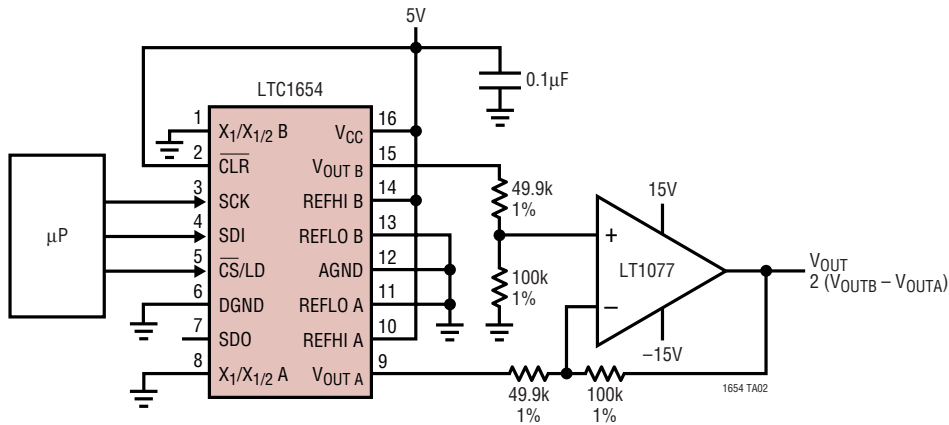 5V
0.1µF
LTC1654
1
X1/X1/2 B
2
CLR
3
SCK
4
SDI
5
CS/LD
6
DGND
7
SDO
8
X1/X1/2 A
16
VCC
15
VOUT B
14
REFHI B
13
REFLO B
12
AGND
11
REFLO A
10
REFHI A
9
VOUT A
µP
49.9k
1%
100k
1%
15V
+
LT1077
–
–15V
VOUT
2 (VOUTB – VOUTA)
49.9k
1%
100k
1%
1654 TA02